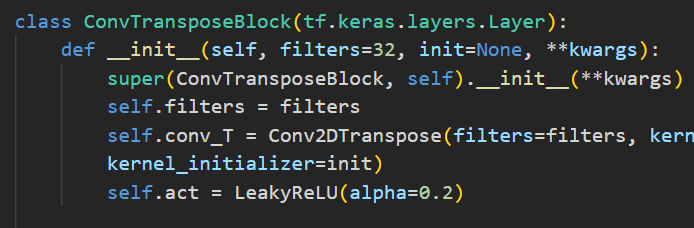 class ConvTransposeBlock(tf.keras.layers.Layer):
def __init__(self, filters=32, init=None, **kwargs):
super(ConvTransposeBlock, self).__init__(**kwargs)
self.filters = filters
self.conv_T = Conv2DTranspose(filters=filters, kern
kernel_initializer=init)
self.act = LeakyReLU(alpha=0.2)